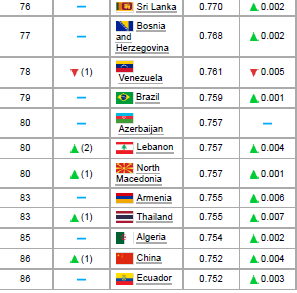 76 — Sri Lanka 0.770 ▲ 0.002
77 — Bosnia and Herzegovina 0.768 ▲ 0.002
78 ▼ (1) Venezuela 0.761 ▼ 0.005
79 — Brazil 0.759 ▲ 0.001
80 — Azerbaijan 0.757 —
80 ▲ (2) Lebanon 0.757 ▲ 0.004
80 ▲ (1) North Macedonia 0.757 ▲ 0.001
83 — Armenia 0.755 ▲ 0.006
83 ▲ (1) Thailand 0.755 ▲ 0.007
85 — Algeria 0.754 ▲ 0.002
86 ▲ (1) China 0.752 ▲ 0.004
86 — Ecuador 0.752 ▲ 0.003